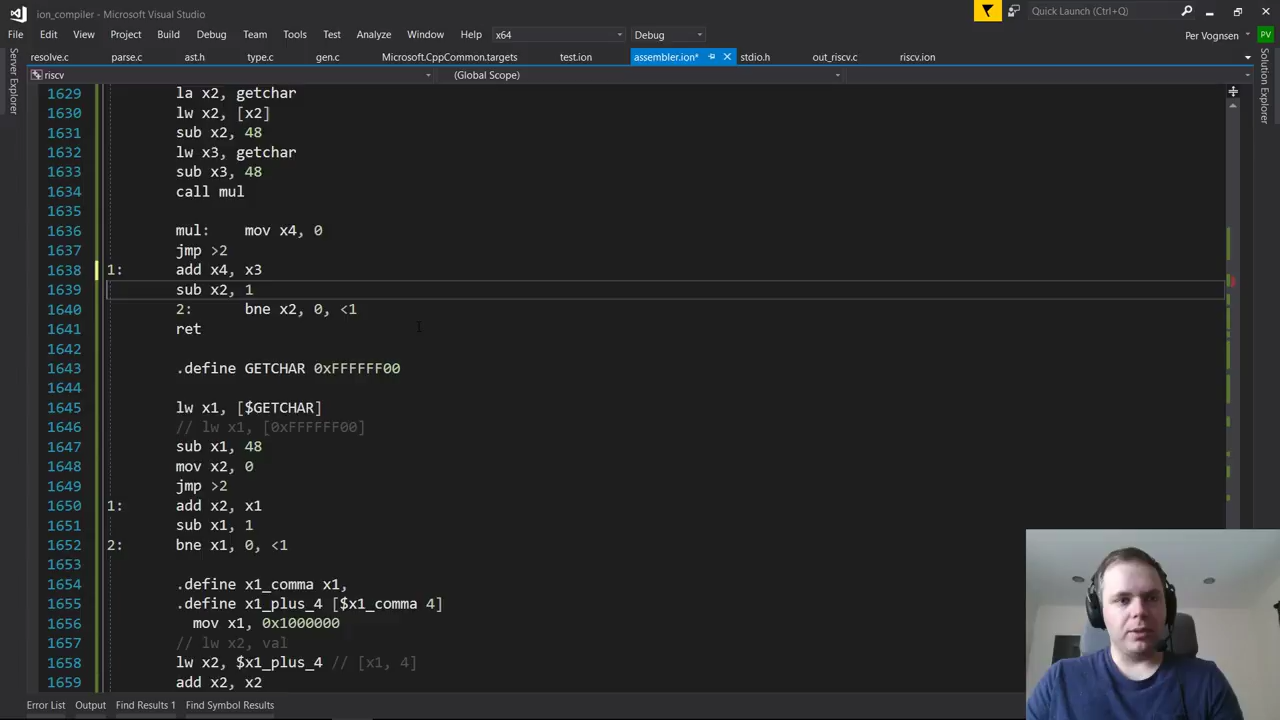 ion_compiler - Microsoft Visual Studio
Quick Launch (Ctrl+Q)
File Edit View Project Build Debug Team Tools Test Analyze Window Help x64 Debug
Per Vognsen PV
resolve.c parse.c ast.h type.c gen.c Microsoft.CppCommon.targets test.ion assembler.ion* stdio.h out_riscv.c riscv.ion
riscv (Global Scope)
Server Explorer
Solution Explorer
1629 la x2, getchar
1630 lw x2, [x2]
1631 sub x2, 48
1632 lw x3, getchar
1633 sub x3, 48
1634 call mul
1635
1636 mul: mov x4, 0
1637 jmp >2
1638 1: add x4, x3
1639 sub x2, 1
1640 2: bne x2, 0, <1
1641 ret
1642
1643 .define GETCHAR 0xFFFFFF00
1644
1645 lw x1, [$GETCHAR]
1646 // lw x1, [0xFFFFFF00]
1647 sub x1, 48
1648 mov x2, 0
1649 jmp >2
1650 1: add x2, x1
1651 sub x1, 1
1652 2: bne x1, 0, <1
1653
1654 .define x1_comma x1,
1655 .define x1_plus_4 [$x1_comma 4]
1656 mov x1, 0x1000000
1657 // lw x2, val
1658 lw x2, $x1_plus_4 // [x1, 4]
1659 add x2, x2
Error List Output Find Results 1 Find Symbol Results